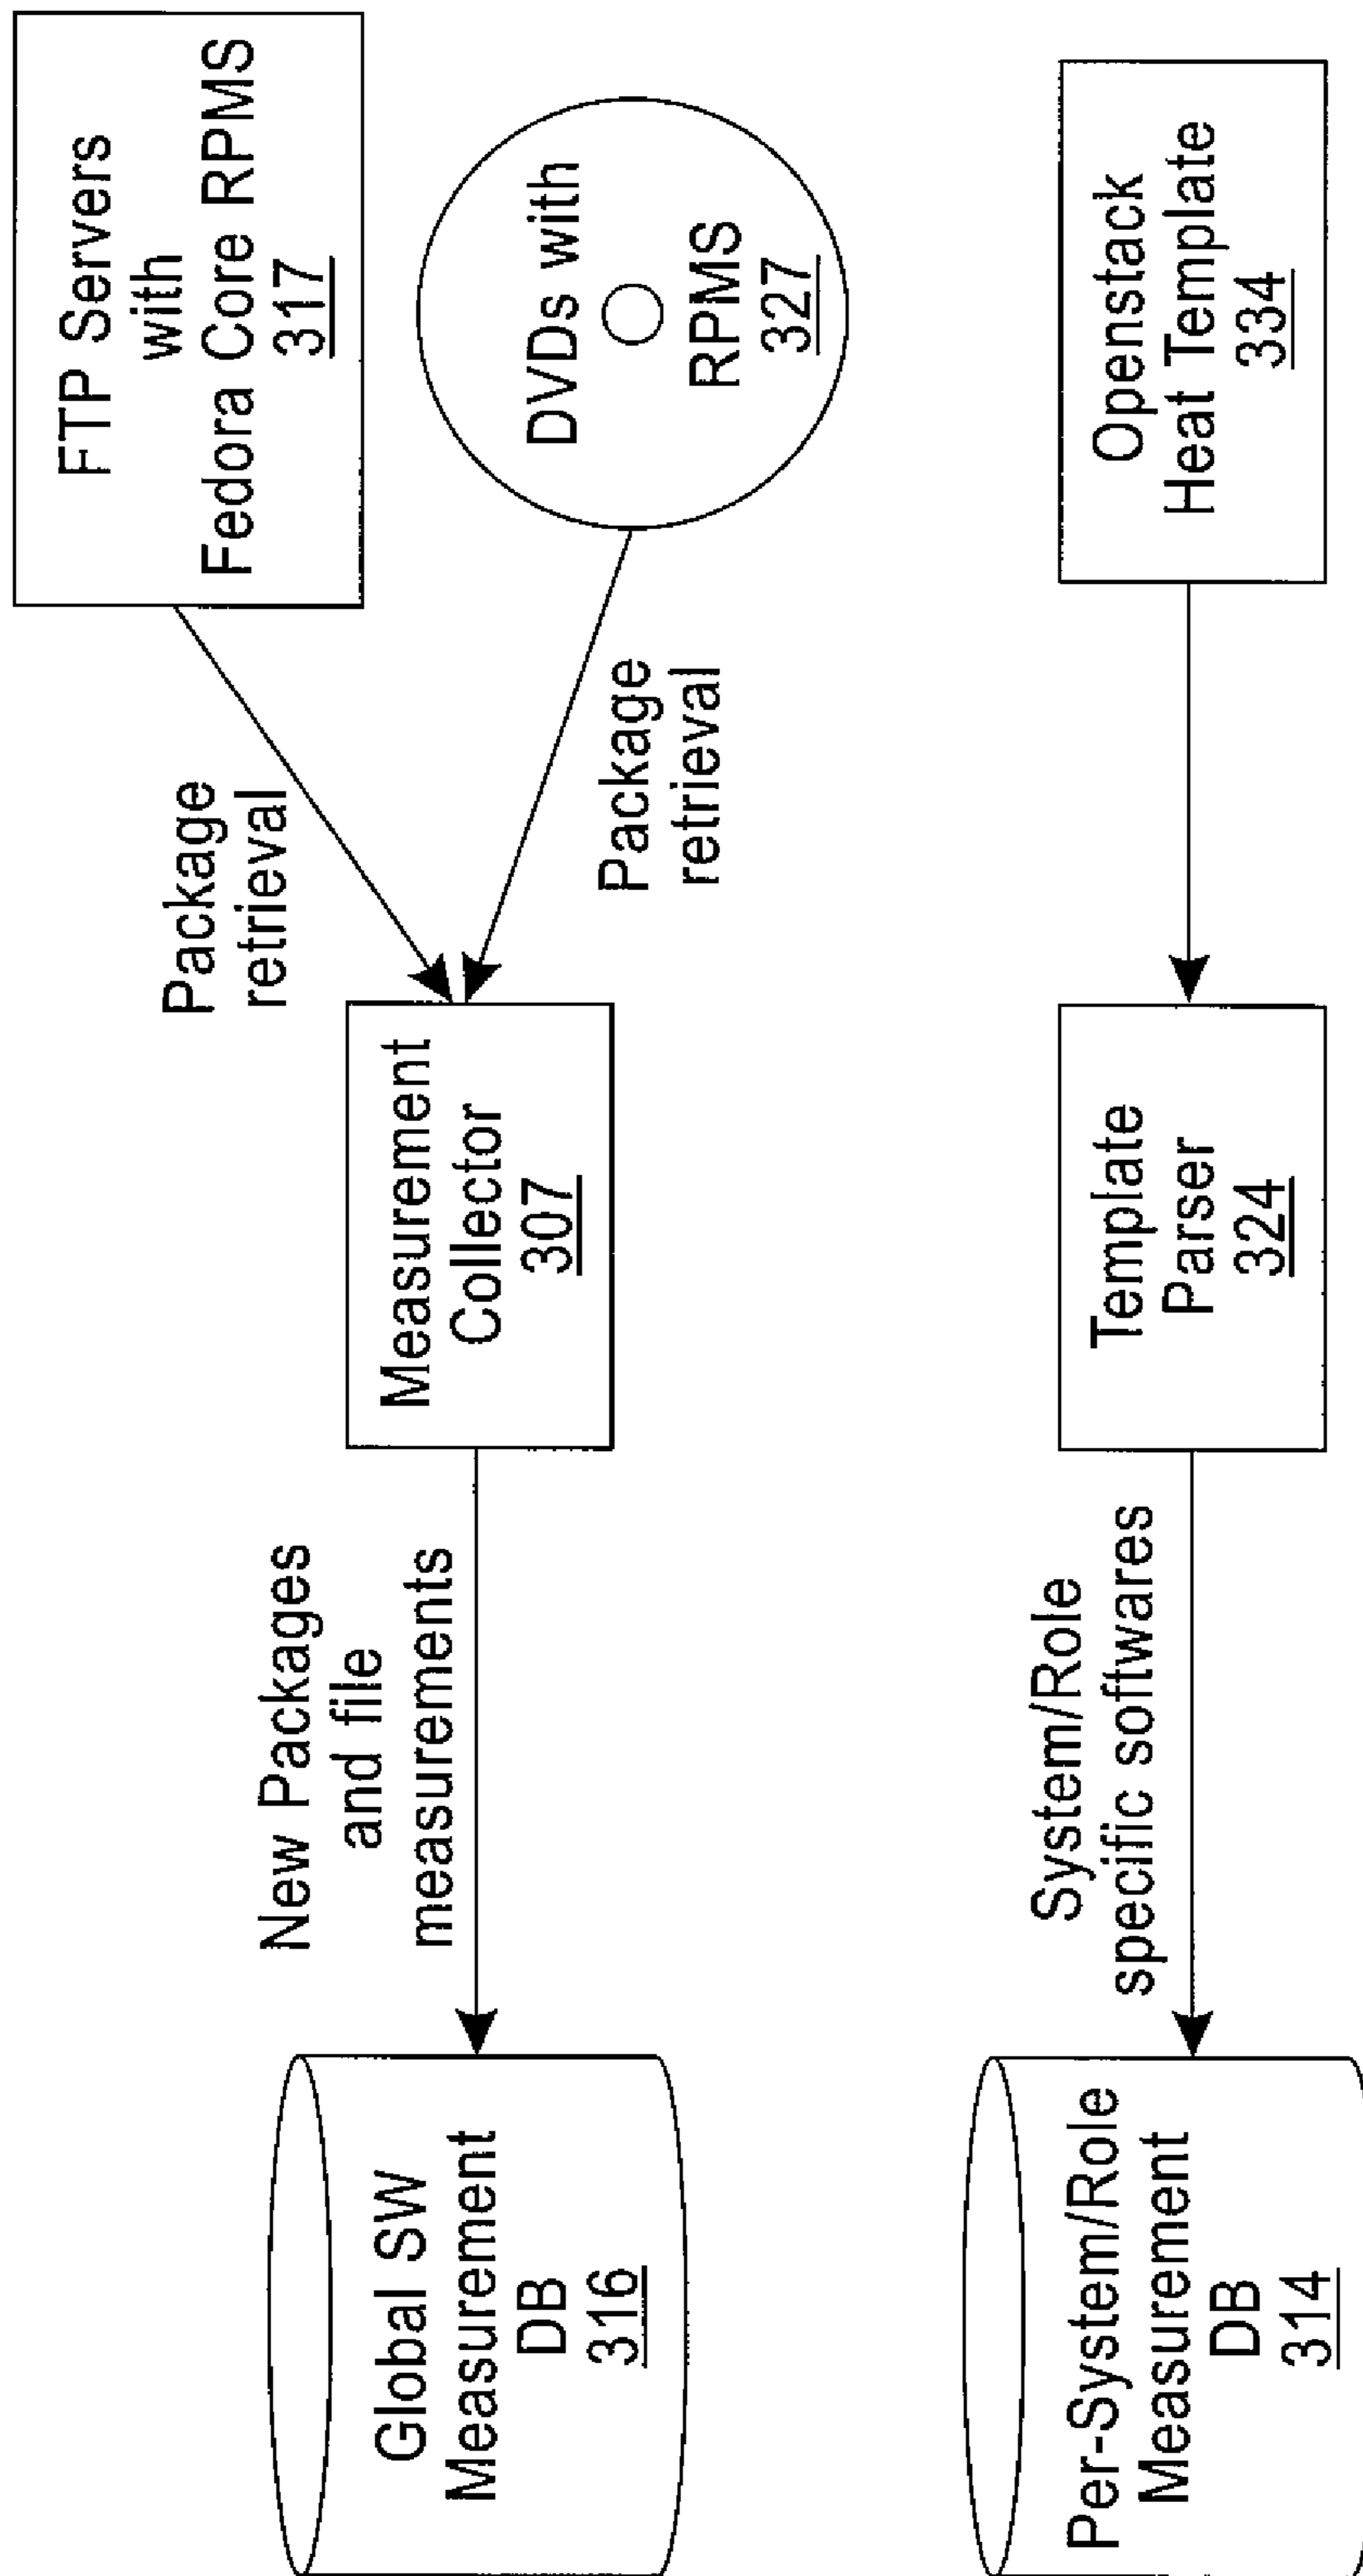 FTP Servers
with
Fedora Core RPMS
317
DVDs with
RPMS
327
Package
retrieval
Package
retrieval
Measurement
Collector
307
New Packages
and file
measurements
Global SW
Measurement
DB
316
Openstack
Heat Template
334
Template
Parser
324
System/Role
specific softwares
Per-System/Role
Measurement
DB
314